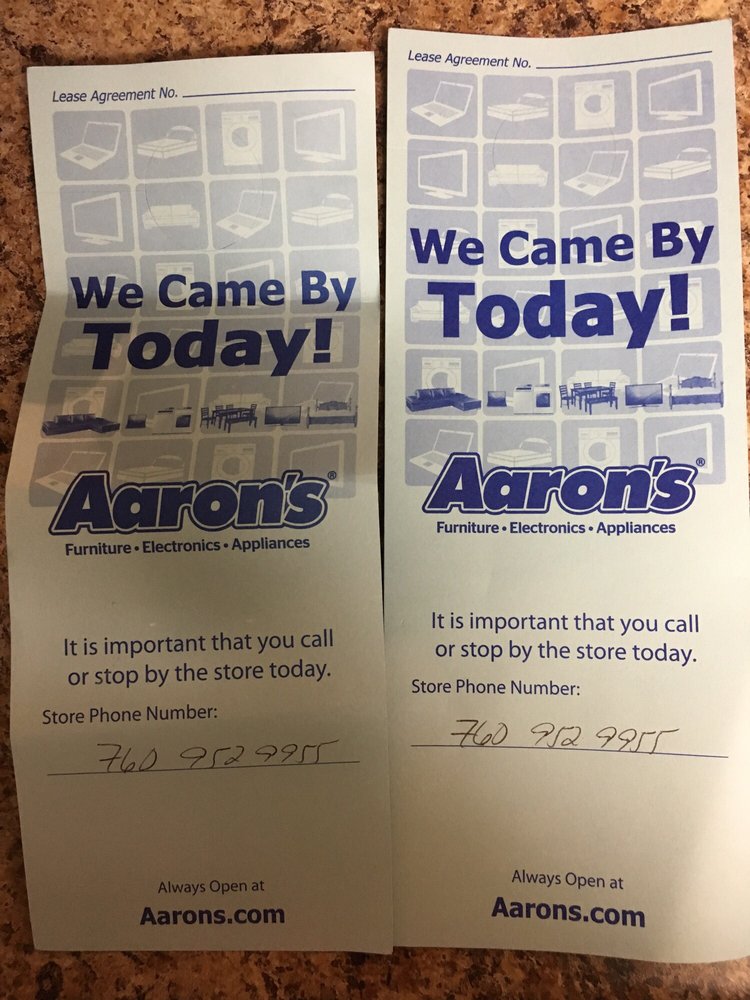 Lease Agreement No.
We Came By
Today!
Aaron's®
Furniture • Electronics • Appliances
It is important that you call
or stop by the store today.
Store Phone Number:
760 952 9955
Always Open at
Aarons.com
Lease Agreement No.
We Came By
Today!
Aaron's®
Furniture • Electronics • Appliances
It is important that you call
or stop by the store today.
Store Phone Number:
760 952 9955
Always Open at
Aarons.com